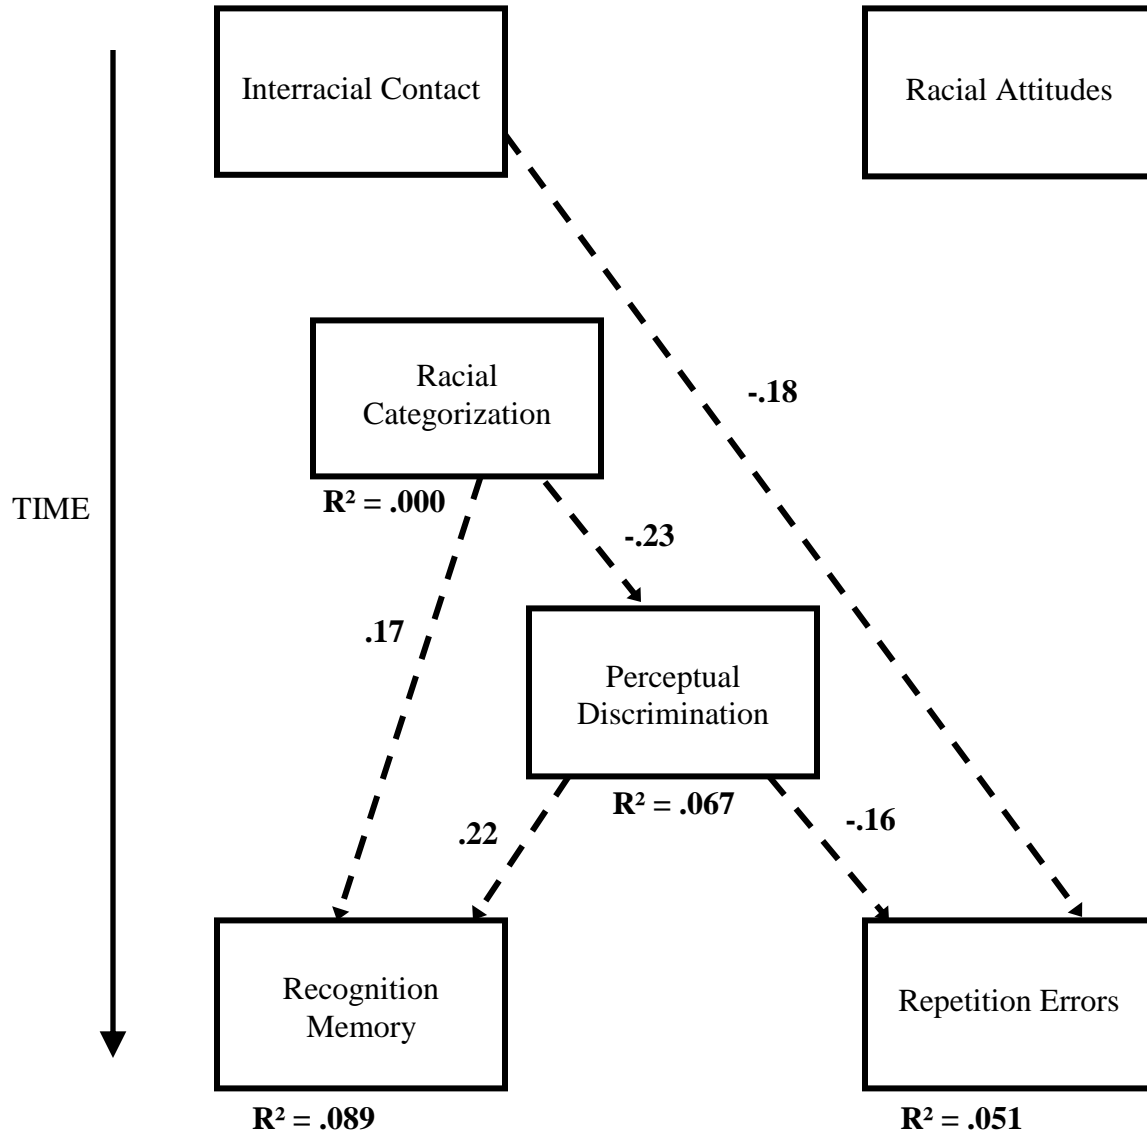 Interracial Contact
Racial Attitudes
Racial
Categorization
-.18
R² = .000
TIME
-.23
.17
Perceptual
Discrimination
R² = .067
.22
-.16
Recognition
Memory
Repetition Errors
R² = .089
R² = .051